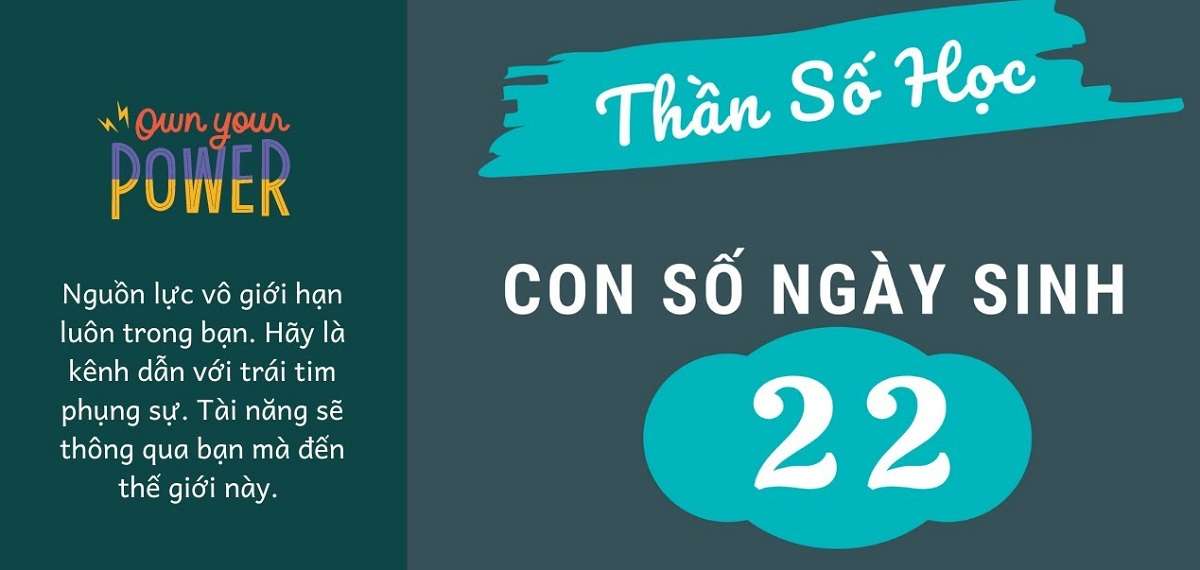 Own your
POWER
Nguồn lực vô giới hạn
luôn trong bạn. Hãy là
kênh dẫn với trái tim
phụng sự. Tài năng sẽ
thông qua bạn mà đến
thế giới này.
Thần Số Học
CON SỐ NGÀY SINH
22